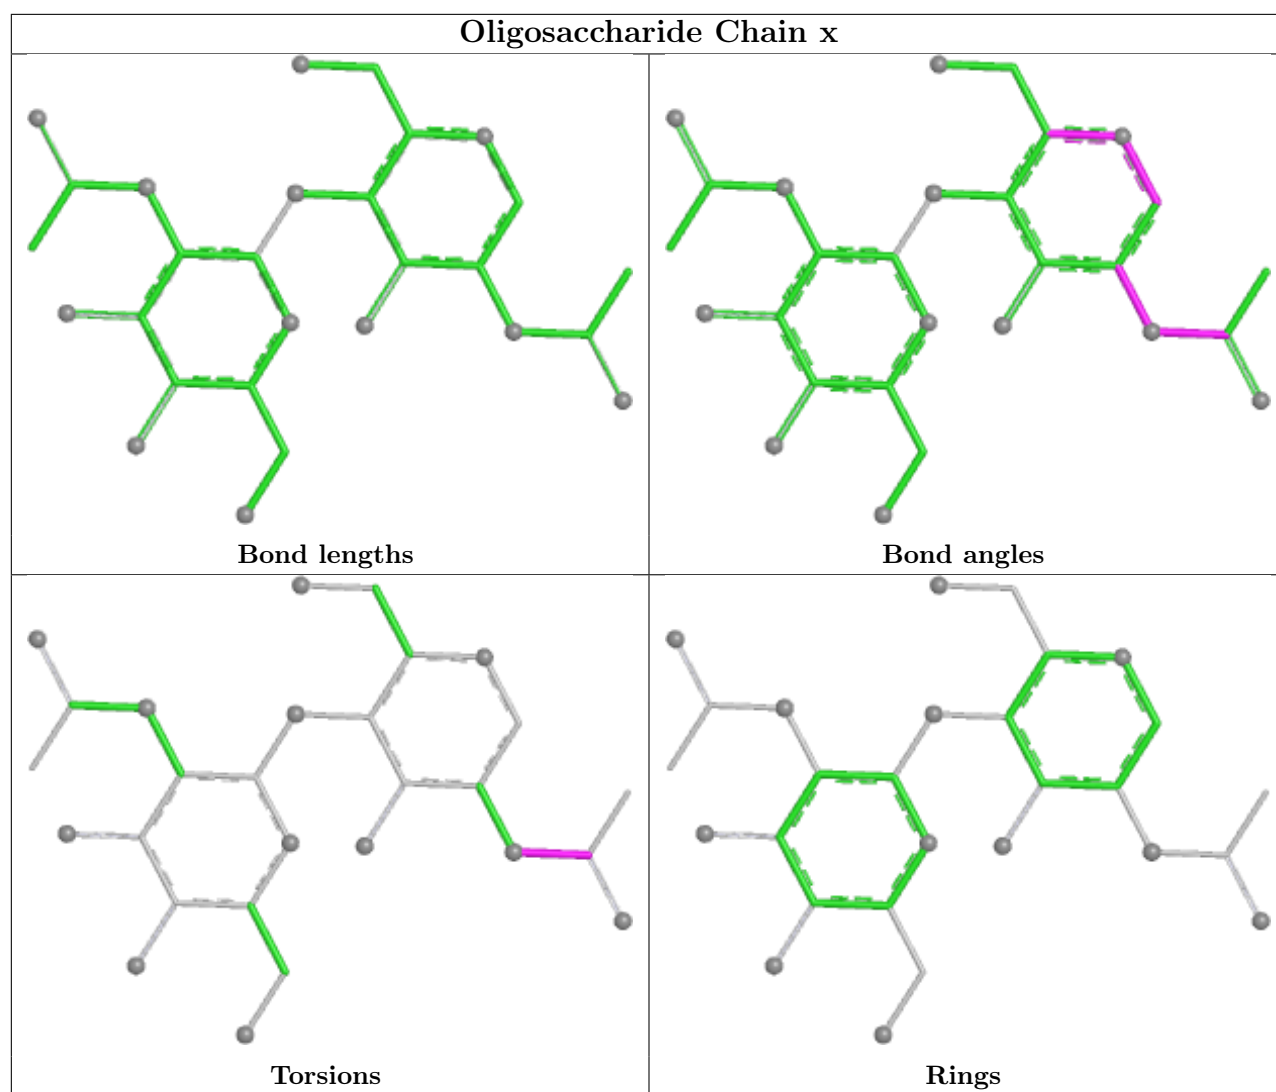 Oligosaccharide Chain x
Bond lengths
Bond angles
Torsions
Rings